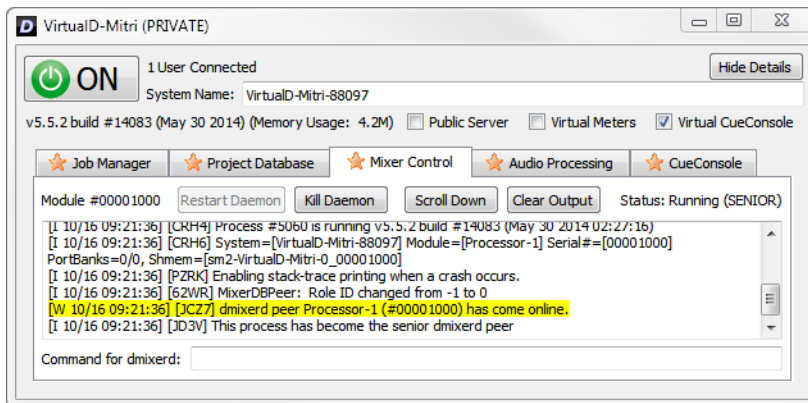 VirtualD-Mitri (PRIVATE)
ON
1 User Connected
Hide Details
System Name: VirtualD-Mitri-88097
v5.5.2 build #14083 (May 30 2014) (Memory Usage: 4.2M) Public Server Virtual Meters Virtual CueConsole
Job Manager Project Database Mixer Control Audio Processing CueConsole
Module #00001000 Restart Daemon Kill Daemon Scroll Down Clear Output Status: Running (SENIOR)
[I 10/16 09:21:36] [CRH4] Process #5060 is running v5.5.2 build #14083 (May 30 2014 02:27:16)
[I 10/16 09:21:36] [CRH6] System=[VirtualD-Mitri-88097] Module=[Processor-1] Serial#=[00001000]
PortBanks=0/0, Shmem=[sm2-VirtualD-Mitri-0_00001000]
[I 10/16 09:21:36] [PZRK] Enabling stack-trace printing when a crash occurs.
[I 10/16 09:21:36] [62WR] MixerDBPeer: Role ID changed from -1 to 0
[W 10/16 09:21:36] [JCZ7] dmixerd peer Processor-1 (#00001000) has come online.
[I 10/16 09:21:36] [JD3V] This process has become the senior dmixerd peer
Command for dmixerd: